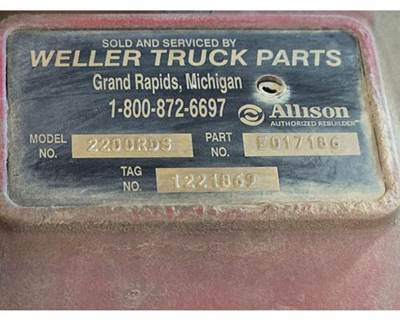 SOLD AND SERVICED BY
WELLER TRUCK PARTS
Grand Rapids, Michigan
1-800-872-6697
Allison
AUTHORIZED REBUILDER
MODEL NO. 2200RDS PART NO. E01718G
TAG NO. 1221869